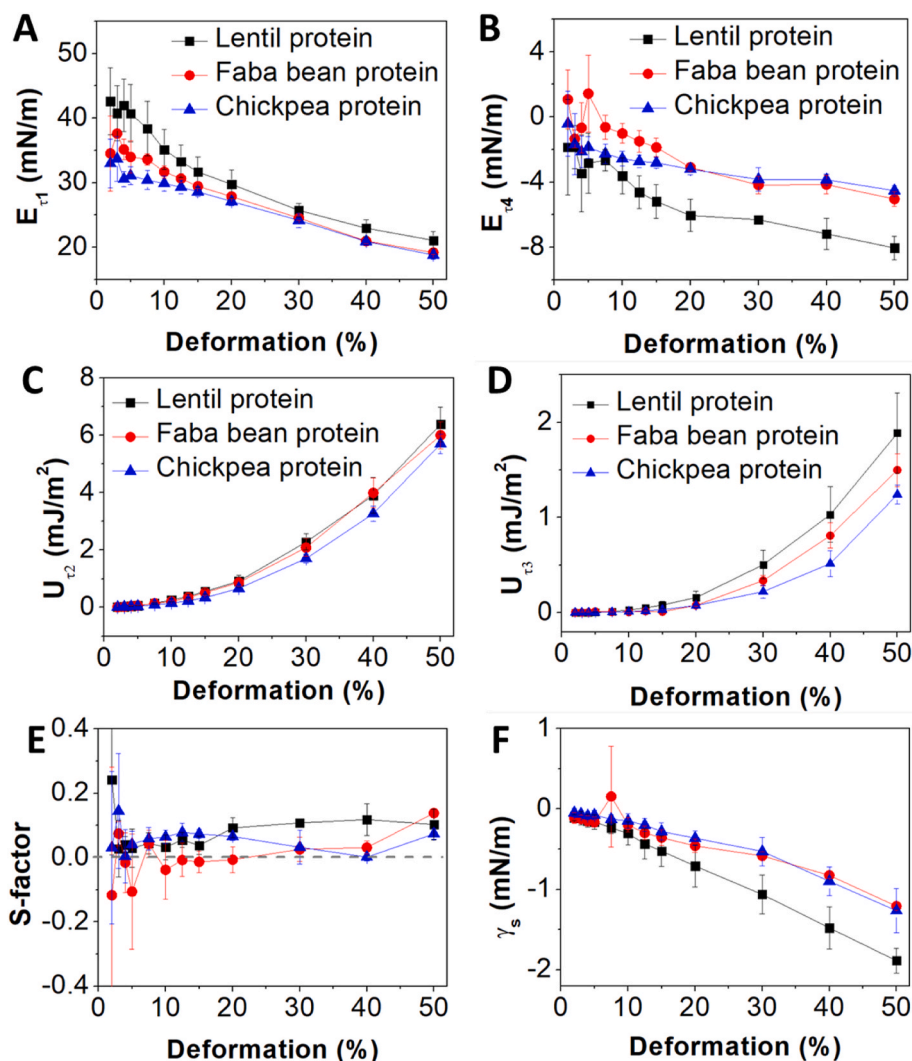 A
50
40
30
20
E_τ1 (mN/m)
Lentil protein
Faba bean protein
Chickpea protein
0 10 20 30 40 50
Deformation (%)
B
4
0
-4
-8
E_τ4 (mN/m)
Lentil protein
Faba bean protein
Chickpea protein
0 10 20 30 40 50
Deformation (%)
C
8
6
4
2
0
U_τ2 (mJ/m²)
Lentil protein
Faba bean protein
Chickpea protein
0 10 20 30 40 50
Deformation (%)
D
2
1
0
U_τ3 (mJ/m²)
Lentil protein
Faba bean protein
Chickpea protein
0 10 20 30 40 50
Deformation (%)
E
0.4
0.2
0.0
-0.2
-0.4
S-factor
0 10 20 30 40 50
Deformation (%)
F
1
0
-1
-2
γ_s (mN/m)
0 10 20 30 40 50
Deformation (%)